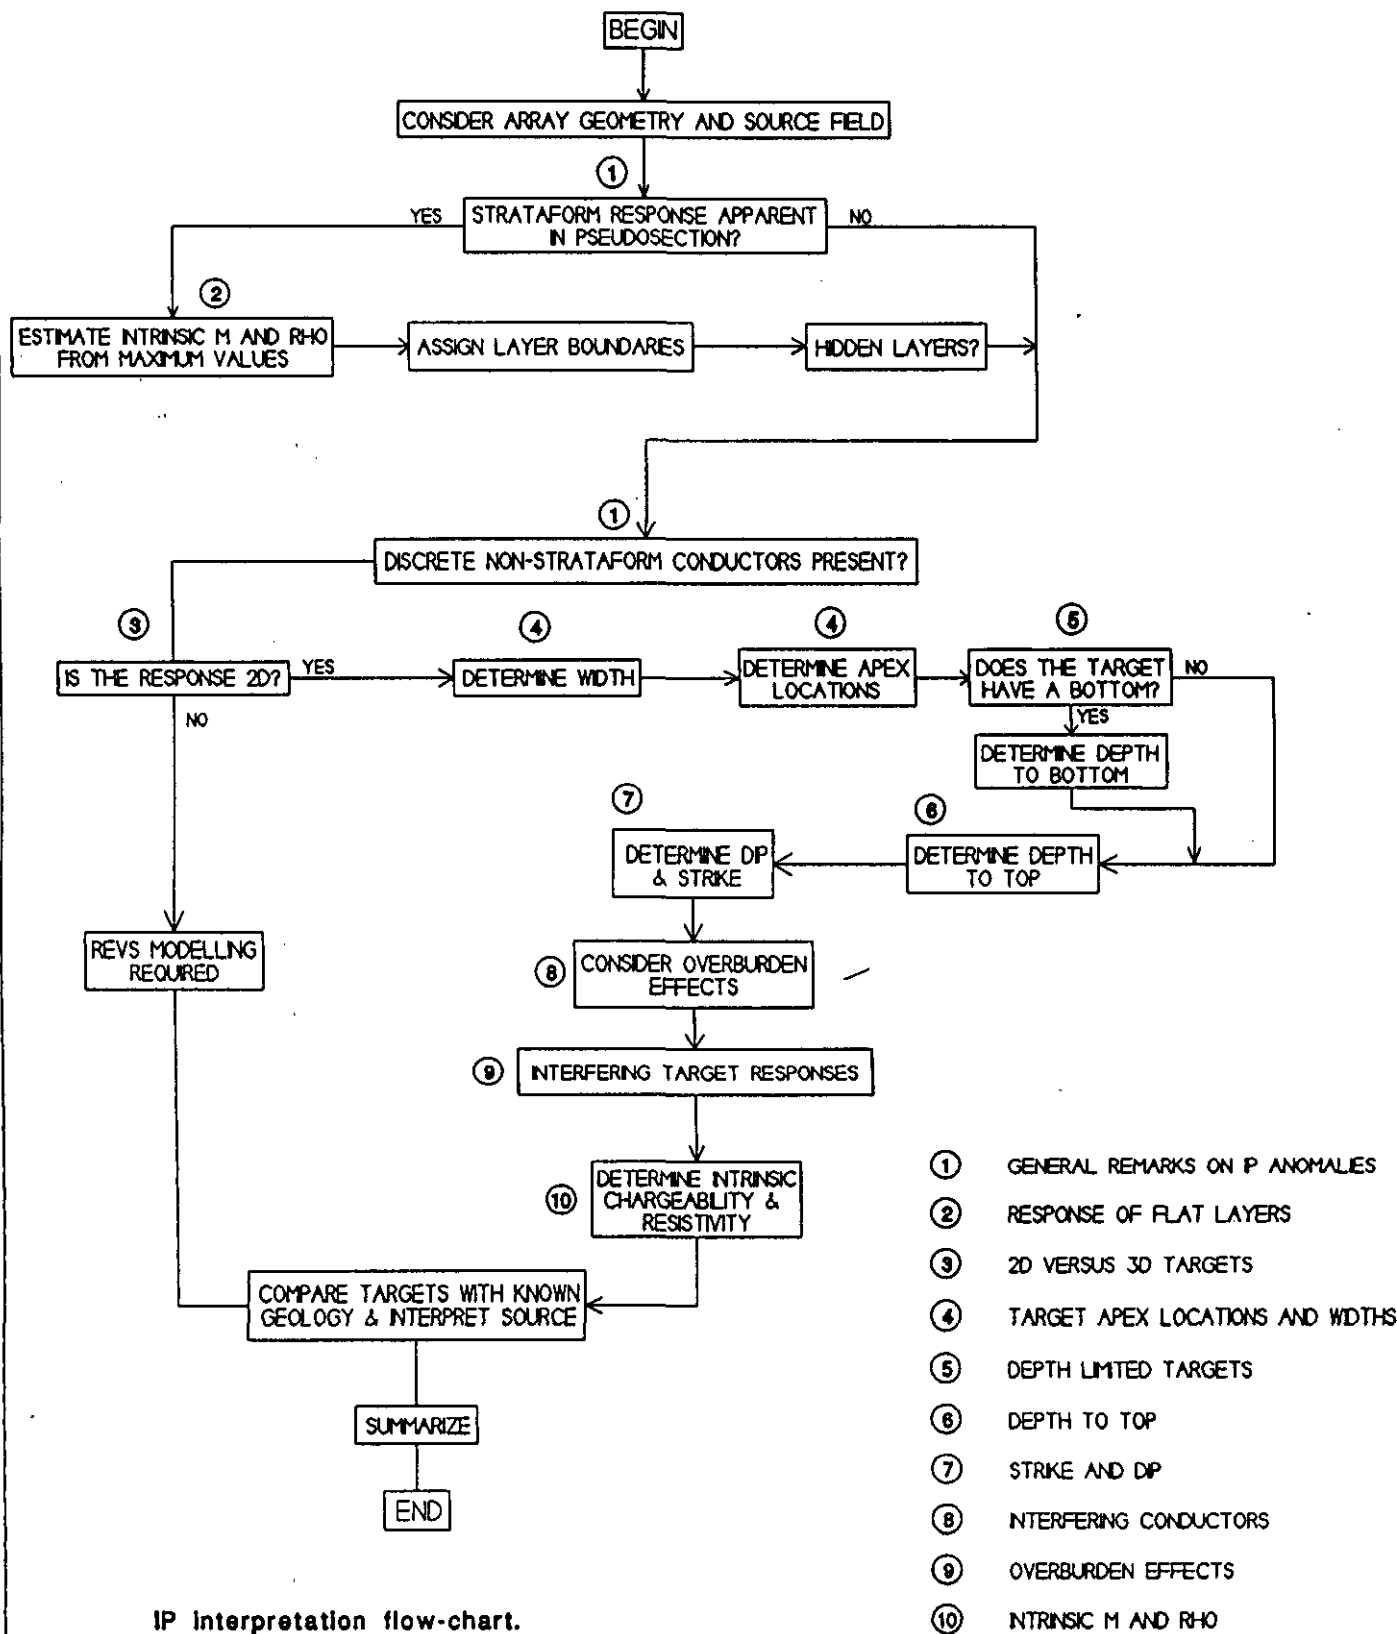 BEGIN
CONSIDER ARRAY GEOMETRY AND SOURCE FIELD
1
STRATAFORM RESPONSE APPARENT
IN PSEUDOSECTION?
YES
NO
2
ESTIMATE INTRINSIC M AND RHO
FROM MAXIMUM VALUES
ASSIGN LAYER BOUNDARIES
HIDDEN LAYERS?
1
DISCRETE NON-STRATAFORM CONDUCTORS PRESENT?
3
IS THE RESPONSE 2D?
YES
NO
4
DETERMINE WIDTH
4
DETERMINE APEX
LOCATIONS
5
DOES THE TARGET
HAVE A BOTTOM?
NO
YES
DETERMINE DEPTH
TO BOTTOM
6
DETERMINE DEPTH
TO TOP
7
DETERMINE DIP
& STRIKE
REVS MODELLING
REQUIRED
8
CONSIDER OVERBURDEN
EFFECTS
9
INTERFERING TARGET RESPONSES
10
DETERMINE INTRINSIC
CHARGEABILITY &
RESISTIVITY
COMPARE TARGETS WITH KNOWN
GEOLOGY & INTERPRET SOURCE
SUMMARIZE
END
1 GENERAL REMARKS ON IP ANOMALIES
2 RESPONSE OF FLAT LAYERS
3 2D VERSUS 3D TARGETS
4 TARGET APEX LOCATIONS AND WIDTHS
5 DEPTH LIMITED TARGETS
6 DEPTH TO TOP
7 STRIKE AND DIP
8 INTERFERING CONDUCTORS
9 OVERBURDEN EFFECTS
10 INTRINSIC M AND RHO
IP interpretation flow-chart.